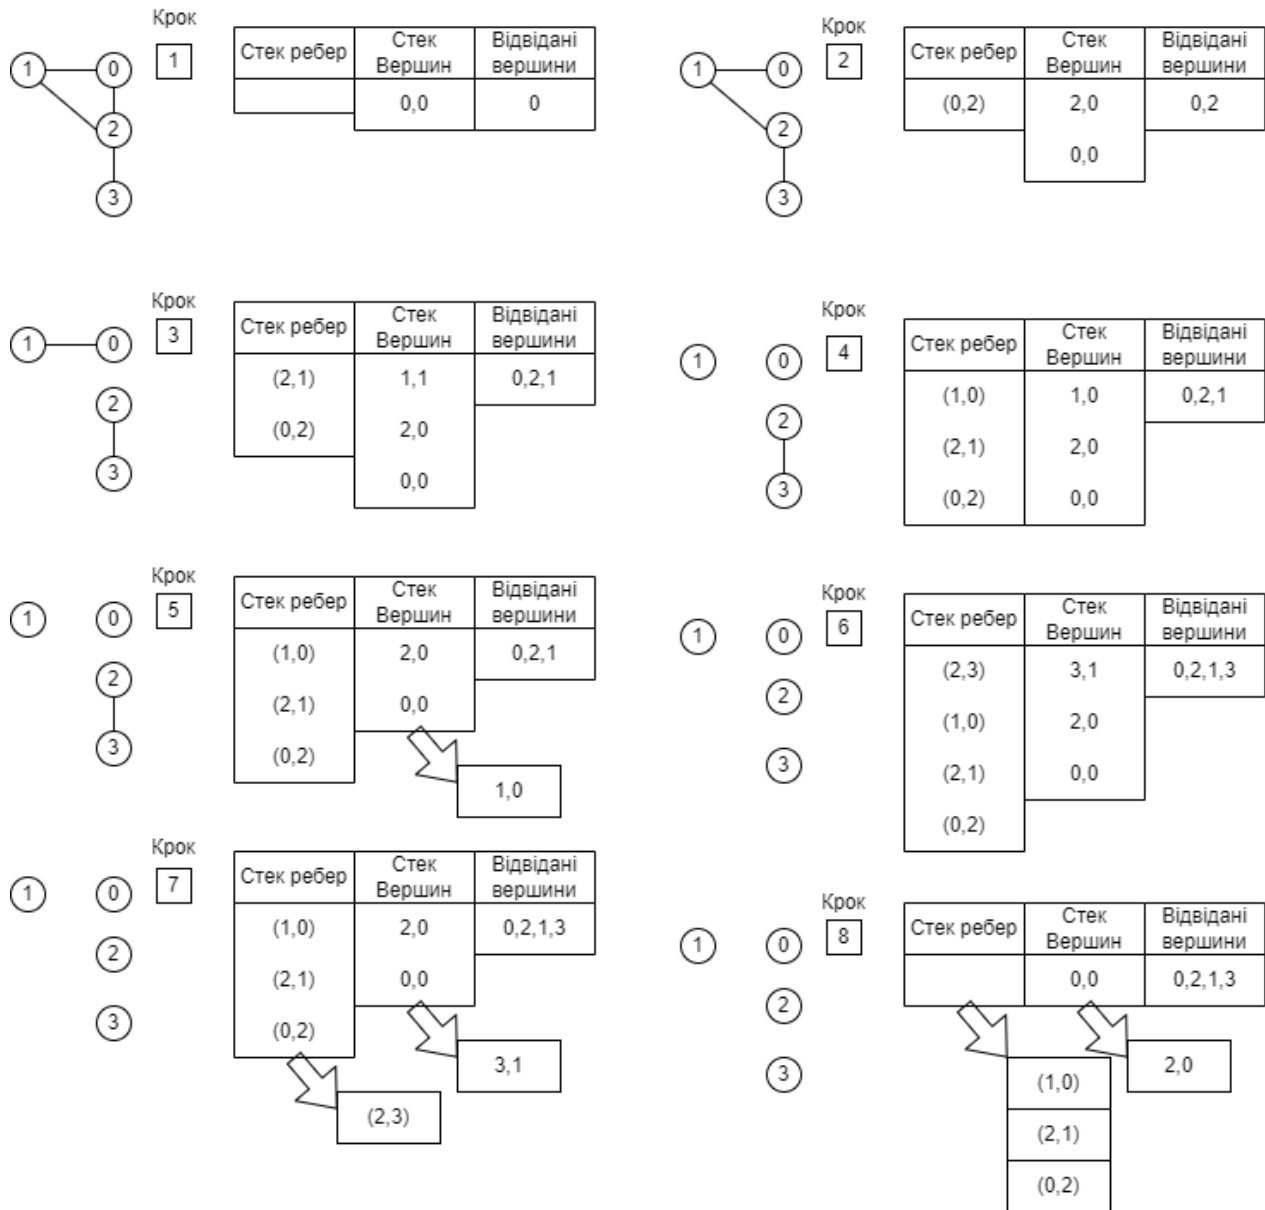 Крок
1
1
0
2
3
Стек ребер
Стек
Вершин
Відвідані
вершини
0,0
0
Крок
2
1
0
2
3
Стек ребер
Стек
Вершин
Відвідані
вершини
(0,2)
2,0
0,2
0,0
Крок
3
1
0
2
3
Стек ребер
Стек
Вершин
Відвідані
вершини
(2,1)
1,1
0,2,1
(0,2)
2,0
0,0
Крок
4
1
0
2
3
Стек ребер
Стек
Вершин
Відвідані
вершини
(1,0)
1,0
0,2,1
(2,1)
2,0
(0,2)
0,0
Крок
5
1
0
2
3
Стек ребер
Стек
Вершин
Відвідані
вершини
(1,0)
2,0
0,2,1
(2,1)
0,0
(0,2)
1,0
Крок
6
1
0
2
3
Стек ребер
Стек
Вершин
Відвідані
вершини
(2,3)
3,1
0,2,1,3
(1,0)
2,0
(2,1)
0,0
(0,2)
Крок
7
1
0
2
3
Стек ребер
Стек
Вершин
Відвідані
вершини
(1,0)
2,0
0,2,1,3
(2,1)
0,0
(0,2)
3,1
(2,3)
Крок
8
1
0
2
3
Стек ребер
Стек
Вершин
Відвідані
вершини
0,0
0,2,1,3
2,0
(1,0)
(2,1)
(0,2)